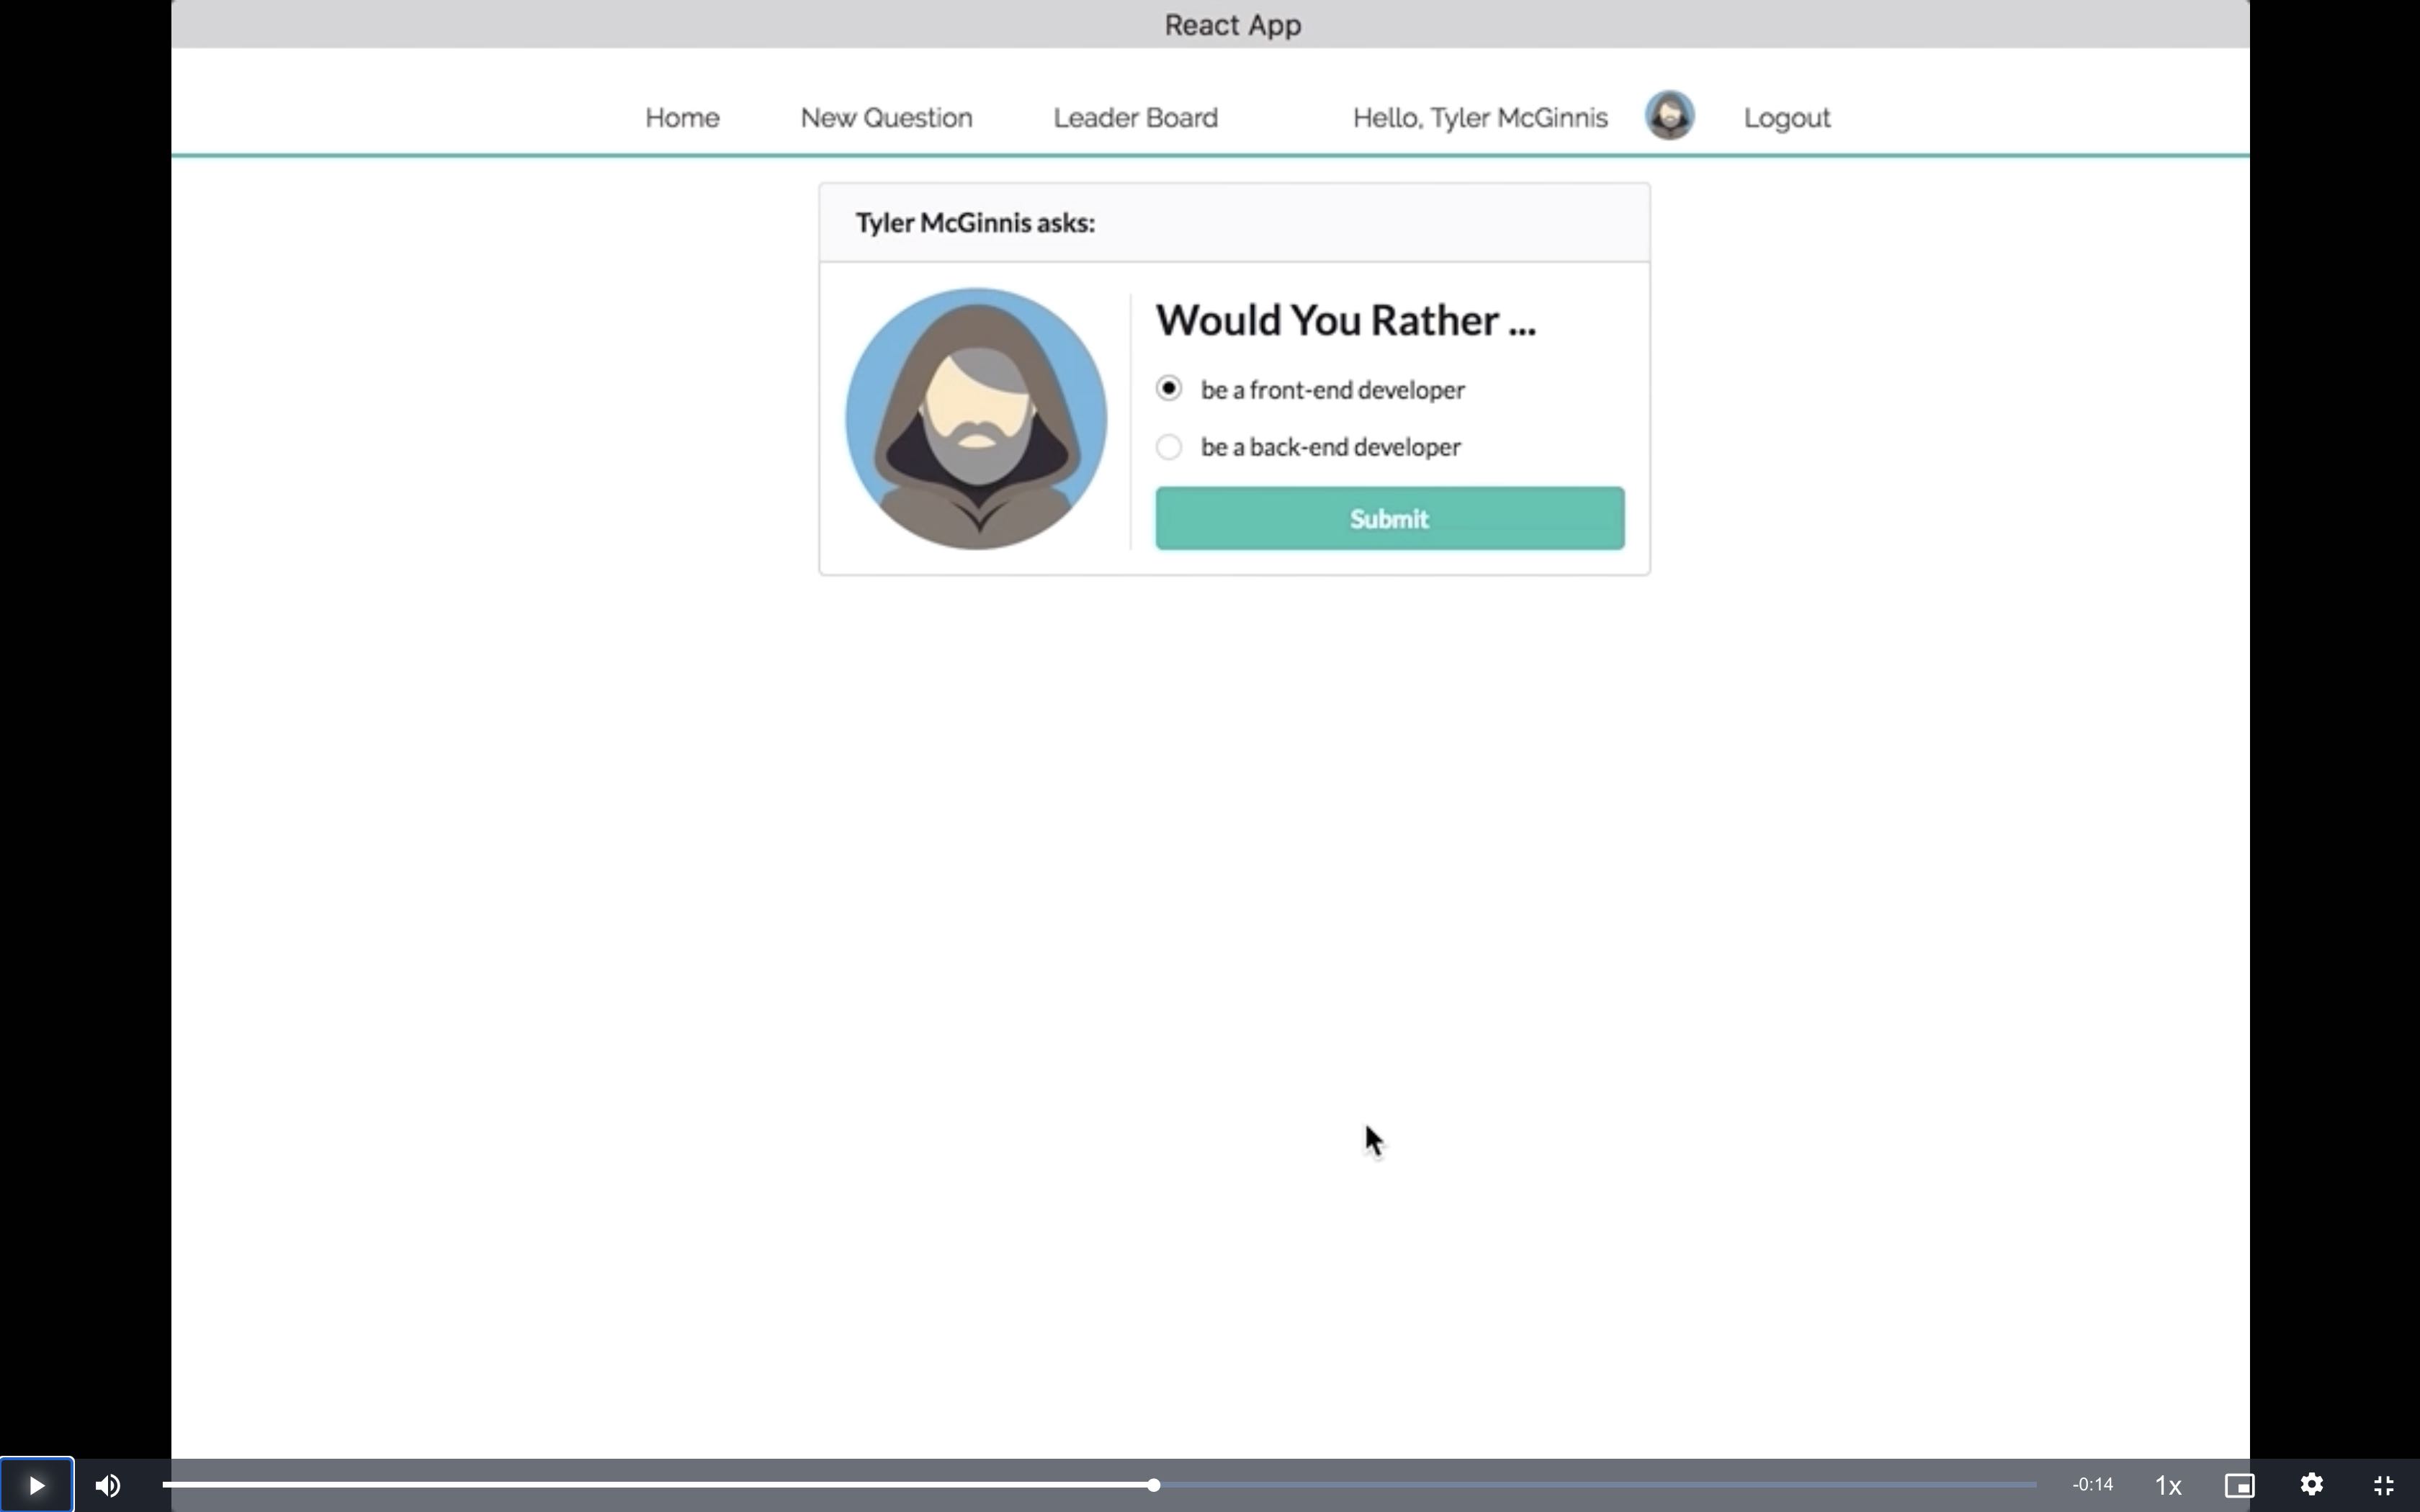 React App
Home New Question Leader Board Hello, Tyler McGinnis Logout
Tyler McGinnis asks:
Would You Rather ...
be a front-end developer
be a back-end developer
Submit
-0:14 1x